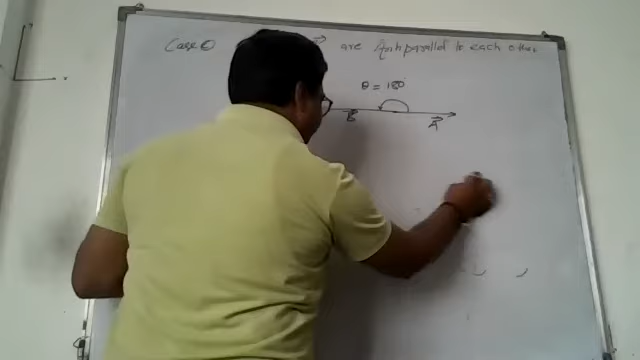 Case are Antiparallel to each other
θ = 180°
B⃗
A⃗